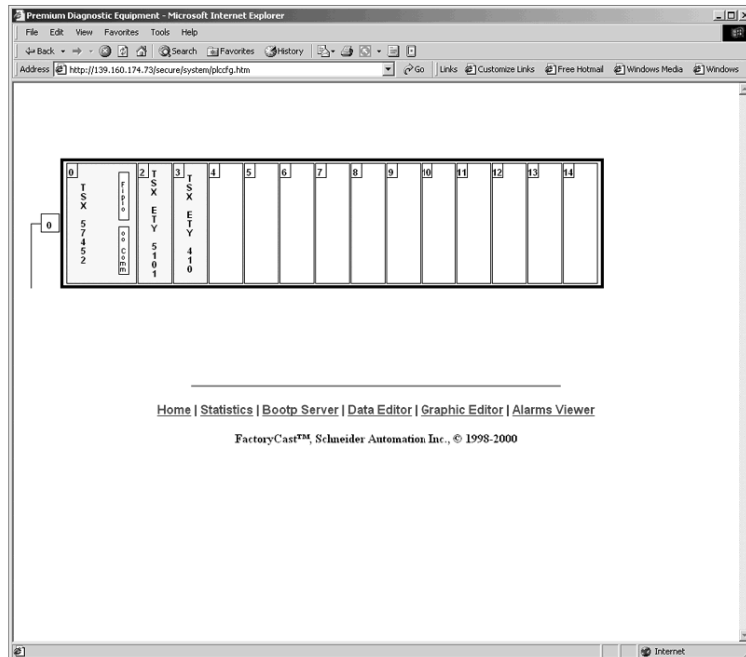 Premium Diagnostic Equipment - Microsoft Internet Explorer
File Edit View Favorites Tools Help
Back Search Favorites History
Address http://139.160.174.73/secure/system/plccfg.htm Go Links Customize Links Free Hotmail Windows Media Windows
0 2 3 4 5 6 7 8 9 10 11 12 13 14
0
TSX 57452
Fipio
Comm
TSX ETY 5101
TSX ETY 410
Home | Statistics | Bootp Server | Data Editor | Graphic Editor | Alarms Viewer
FactoryCast™, Schneider Automation Inc., © 1998-2000
Internet